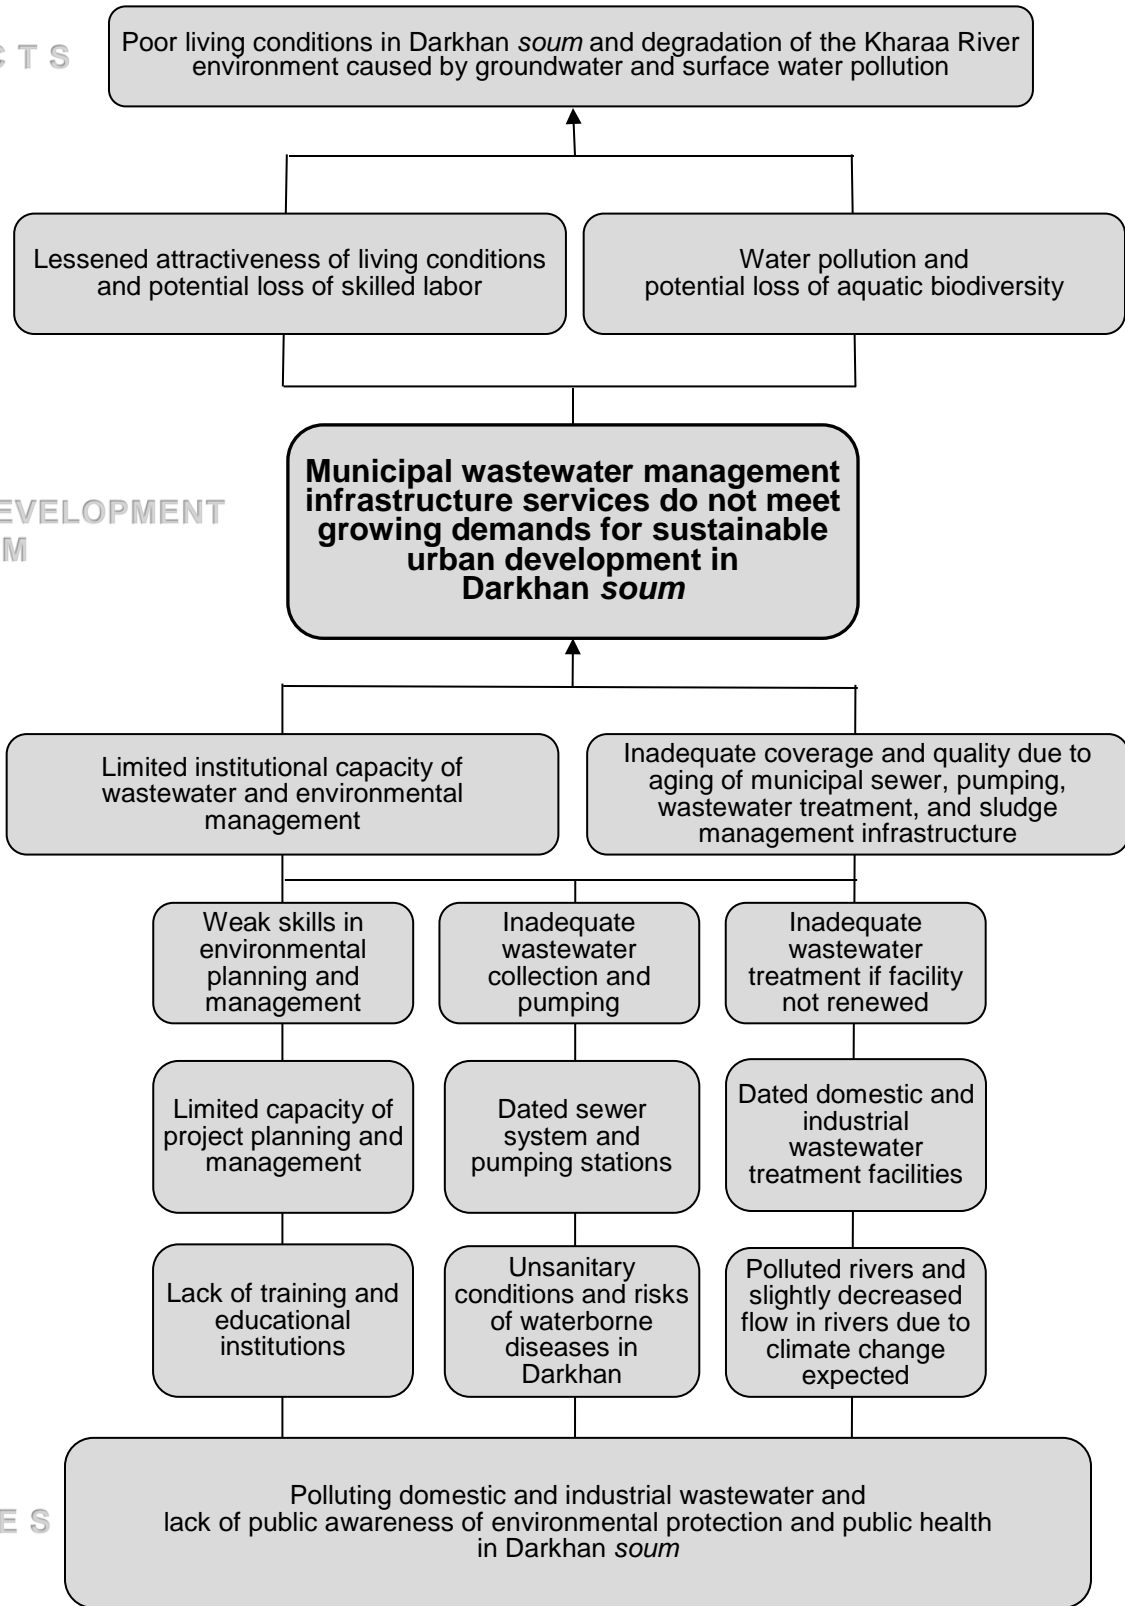 C T S
Poor living conditions in Darkhan soum and degradation of the Kharaa River
environment caused by groundwater and surface water pollution
Lessened attractiveness of living conditions
and potential loss of skilled labor
Water pollution and
potential loss of aquatic biodiversity
EVELOPMENT
M
Municipal wastewater management
infrastructure services do not meet
growing demands for sustainable
urban development in
Darkhan soum
Limited institutional capacity of
wastewater and environmental
management
Inadequate coverage and quality due to
aging of municipal sewer, pumping,
wastewater treatment, and sludge
management infrastructure
Weak skills in
environmental
planning and
management
Inadequate
wastewater
collection and
pumping
Inadequate
wastewater
treatment if facility
not renewed
Limited capacity of
project planning and
management
Dated sewer
system and
pumping stations
Dated domestic and
industrial
wastewater
treatment facilities
Lack of training and
educational
institutions
Unsanitary
conditions and risks
of waterborne
diseases in
Darkhan
Polluted rivers and
slightly decreased
flow in rivers due to
climate change
expected
E S
Polluting domestic and industrial wastewater and
lack of public awareness of environmental protection and public health
in Darkhan soum